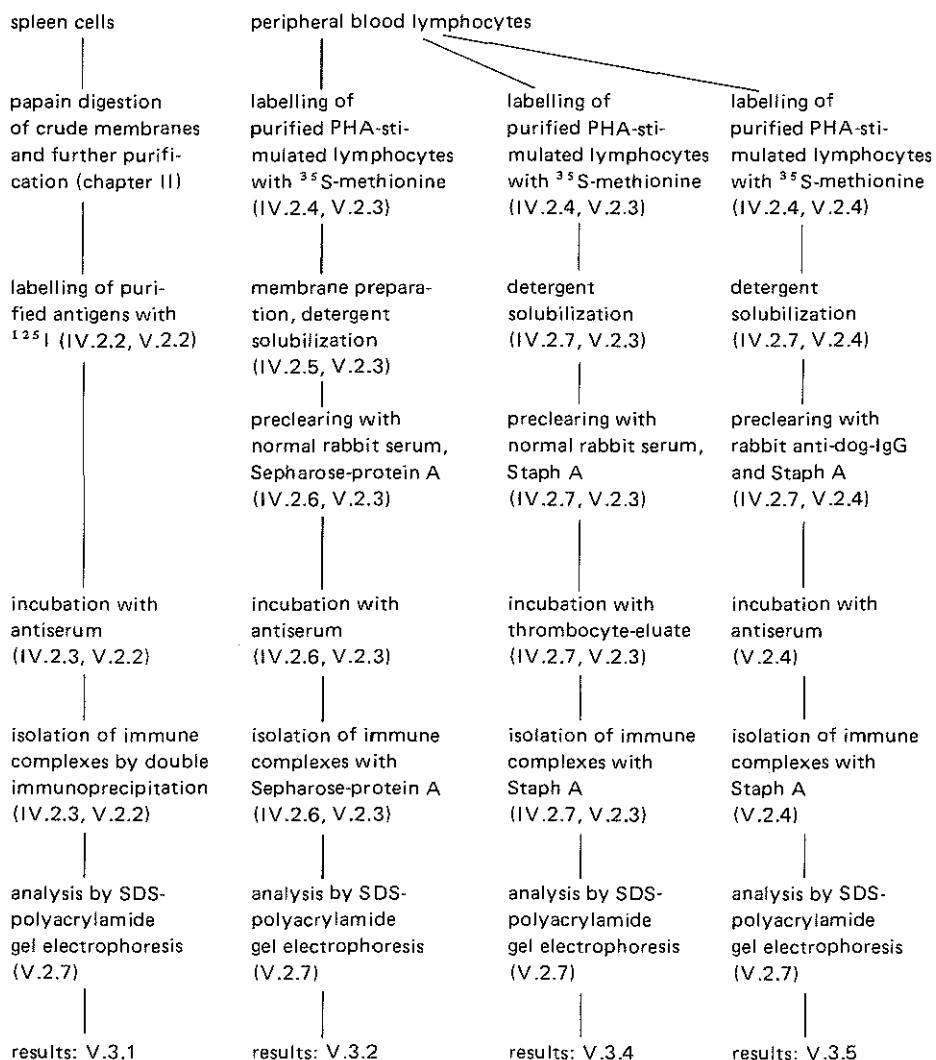 spleen cells
peripheral blood lymphocytes
papain digestion
of crude membranes
and further purifi-
cation (chapter II)
labelling of
purified PHA-sti-
mulated lymphocytes
with ³⁵S-methionine
(IV.2.4, V.2.3)
labelling of
purified PHA-sti-
mulated lymphocytes
with ³⁵S-methionine
(IV.2.4, V.2.3)
labelling of
purified PHA-sti-
mulated lymphocytes
with ³⁵S-methionine
(IV.2.4, V.2.4)
labelling of puri-
fied antigens with
¹²⁵I (IV.2.2, V.2.2)
membrane prepara-
tion, detergent
solubilization
(IV.2.5, V.2.3)
detergent
solubilization
(IV.2.7, V.2.3)
detergent
solubilization
(IV.2.7, V.2.4)
preclearing with
normal rabbit serum,
Sepharose-protein A
(IV.2.6, V.2.3)
preclearing with
normal rabbit serum,
Staph A
(IV.2.7, V.2.3)
preclearing with
rabbit anti-dog-IgG
and Staph A
(IV.2.7, V.2.4)
incubation with
antiserum
(IV.2.3, V.2.2)
incubation with
antiserum
(IV.2.6, V.2.3)
incubation with
thrombocyte-eluate
(IV.2.7, V.2.3)
incubation with
antiserum
(V.2.4)
isolation of immune
complexes by double
immunoprecipitation
(IV.2.3, V.2.2)
isolation of immune
complexes with
Sepharose-protein A
(IV.2.6, V.2.3)
isolation of immune
complexes with
Staph A
(IV.2.7, V.2.3)
isolation of immune
complexes with
Staph A
(V.2.4)
analysis by SDS-
polyacrylamide
gel electrophoresis
(V.2.7)
analysis by SDS-
polyacrylamide
gel electrophoresis
(V.2.7)
analysis by SDS-
polyacrylamide
gel electrophoresis
(V.2.7)
analysis by SDS-
polyacrylamide
gel electrophoresis
(V.2.7)
results: V.3.1
results: V.3.2
results: V.3.4
results: V.3.5